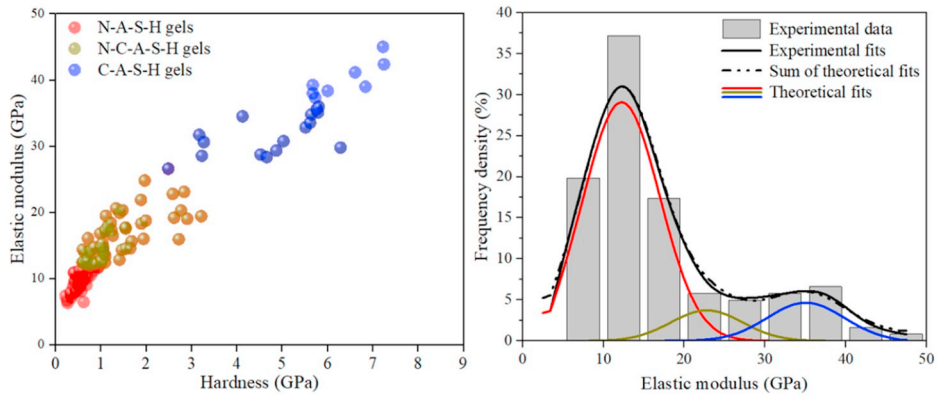 N-A-S-H gels
N-C-A-S-H gels
C-A-S-H gels
Elastic modulus (GPa)
50
40
30
20
10
0
0 1 2 3 4 5 6 7 8 9
Hardness (GPa)
Experimental data
Experimental fits
Sum of theoretical fits
Theoretical fits
Frequency density (%)
40
35
30
25
20
15
10
5
0
0 10 20 30 40 50
Elastic modulus (GPa)